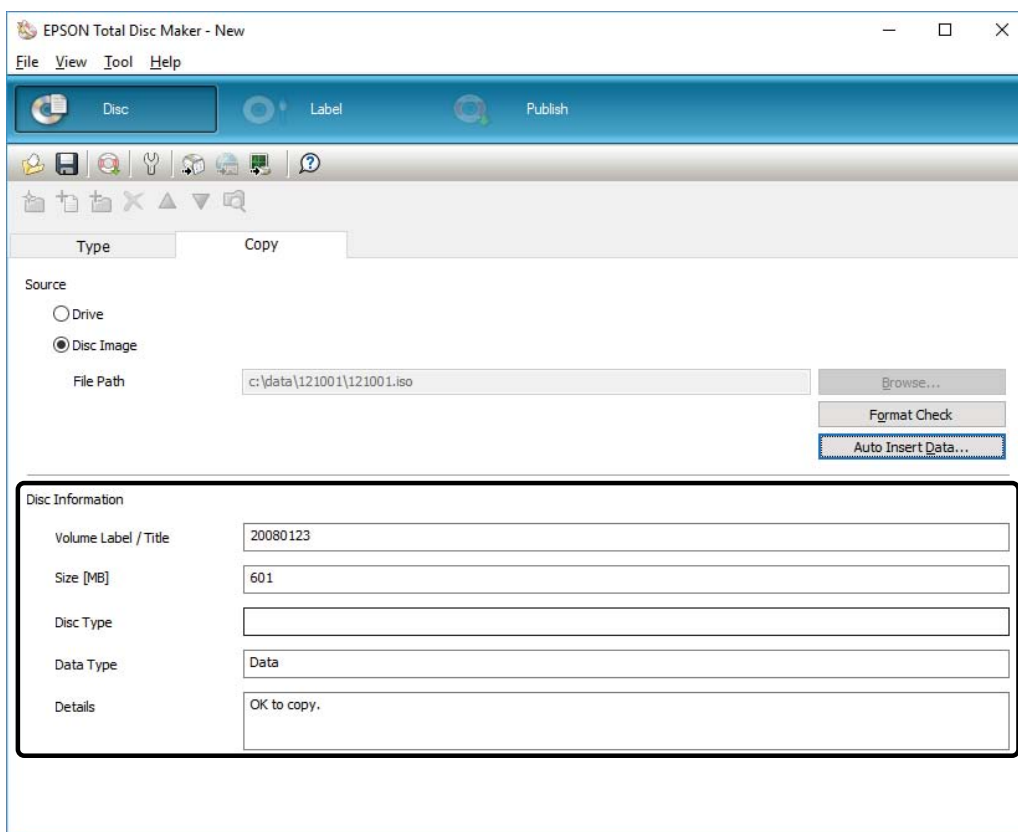 EPSON Total Disc Maker - New
File View Tool Help
Disc Label Publish
Type Copy
Source
Drive
Disc Image
File Path c:\data\121001\121001.iso Browse...
Format Check
Auto Insert Data...
Disc Information
Volume Label / Title 20080123
Size [MB] 601
Disc Type
Data Type Data
Details OK to copy.